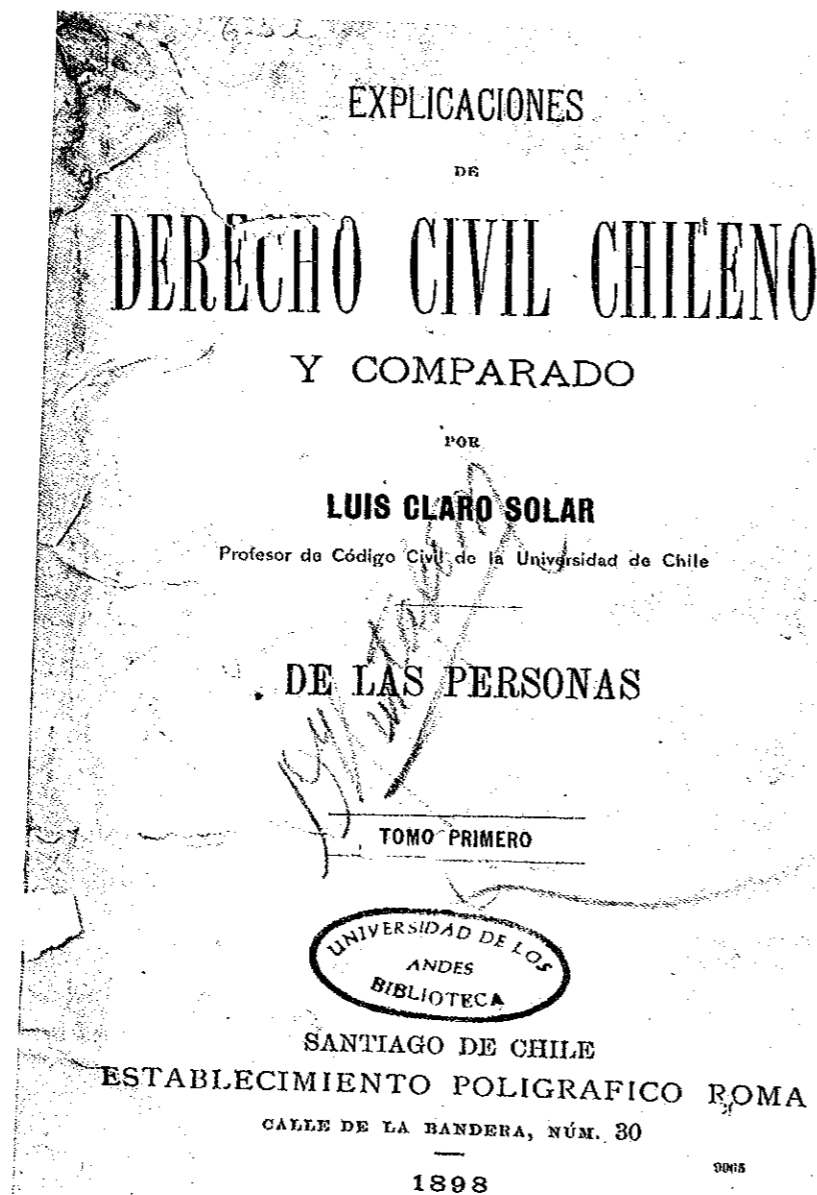 EXPLICACIONES
DE
DERECHO CIVIL CHILENO
Y COMPARADO
POR
LUIS CLARO SOLAR
Profesor de Código Civil de la Universidad de Chile
DE LAS PERSONAS
TOMO PRIMERO
UNIVERSIDAD DE LOS
ANDES
BIBLIOTECA
SANTIAGO DE CHILE
ESTABLECIMIENTO POLIGRAFICO ROMA
CALLE DE LA BANDERA, NÚM. 30
1898